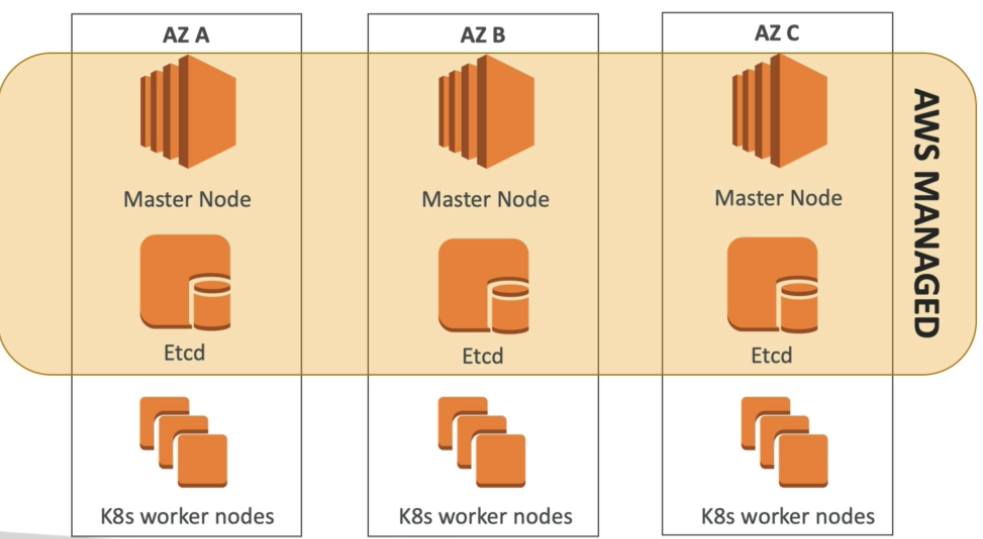 AZ A
AZ B
AZ C
Master Node
Master Node
Master Node
Etcd
Etcd
Etcd
K8s worker nodes
K8s worker nodes
K8s worker nodes
AWS MANAGED